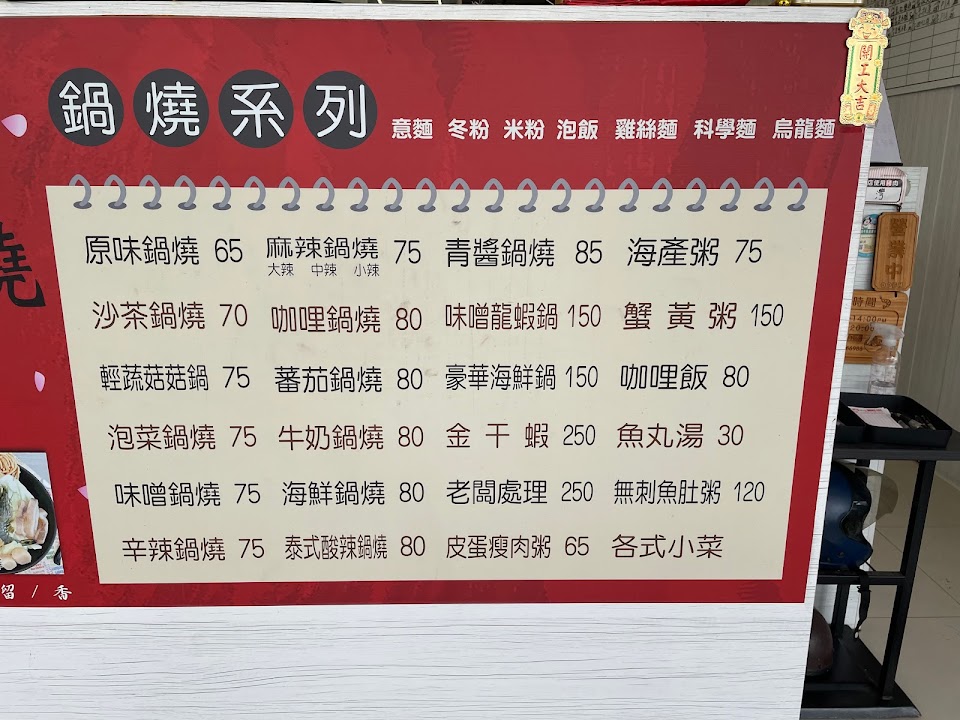 鍋燒系列
意麵 冬粉 米粉 泡飯 雞絲麵 科學麵 烏龍麵
開工大吉
燒
原味鍋燒 65 麻辣鍋燒 75 青醬鍋燒 85 海產粥 75
大辣 中辣 小辣
沙茶鍋燒 70 咖哩鍋燒 80 味噌龍蝦鍋 150 蟹黃粥 150
輕蔬菇菇鍋 75 蕃茄鍋燒 80 豪華海鮮鍋 150 咖哩飯 80
泡菜鍋燒 75 牛奶鍋燒 80 金干蝦 250 魚丸湯 30
味噌鍋燒 75 海鮮鍋燒 80 老闆處理 250 無刺魚肚粥 120
辛辣鍋燒 75 泰式酸辣鍋燒 80 皮蛋瘦肉粥 65 各式小菜
留 / 香
營業中
時間